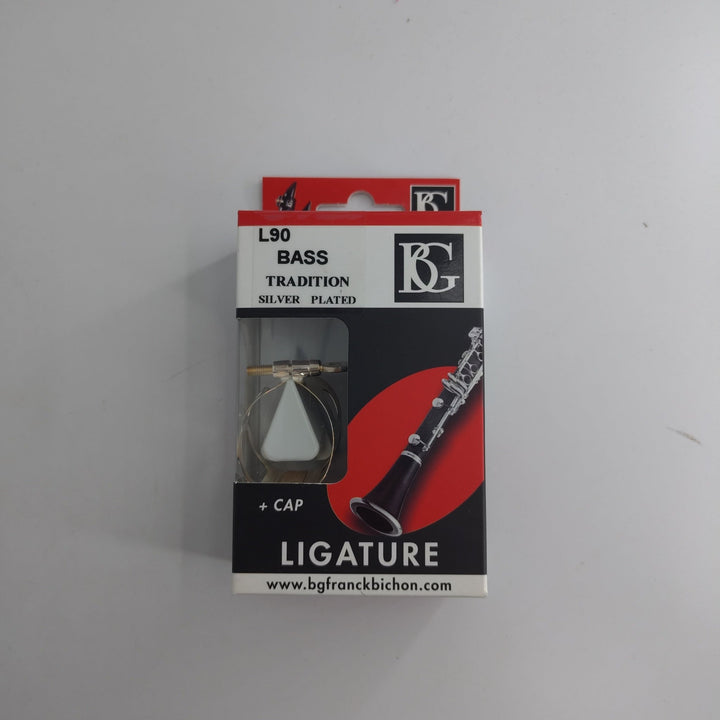 BG
L90
BASS
TRADITION
SILVER PLATED
BG
+ CAP
LIGATURE
www.bgfranckbichon.com